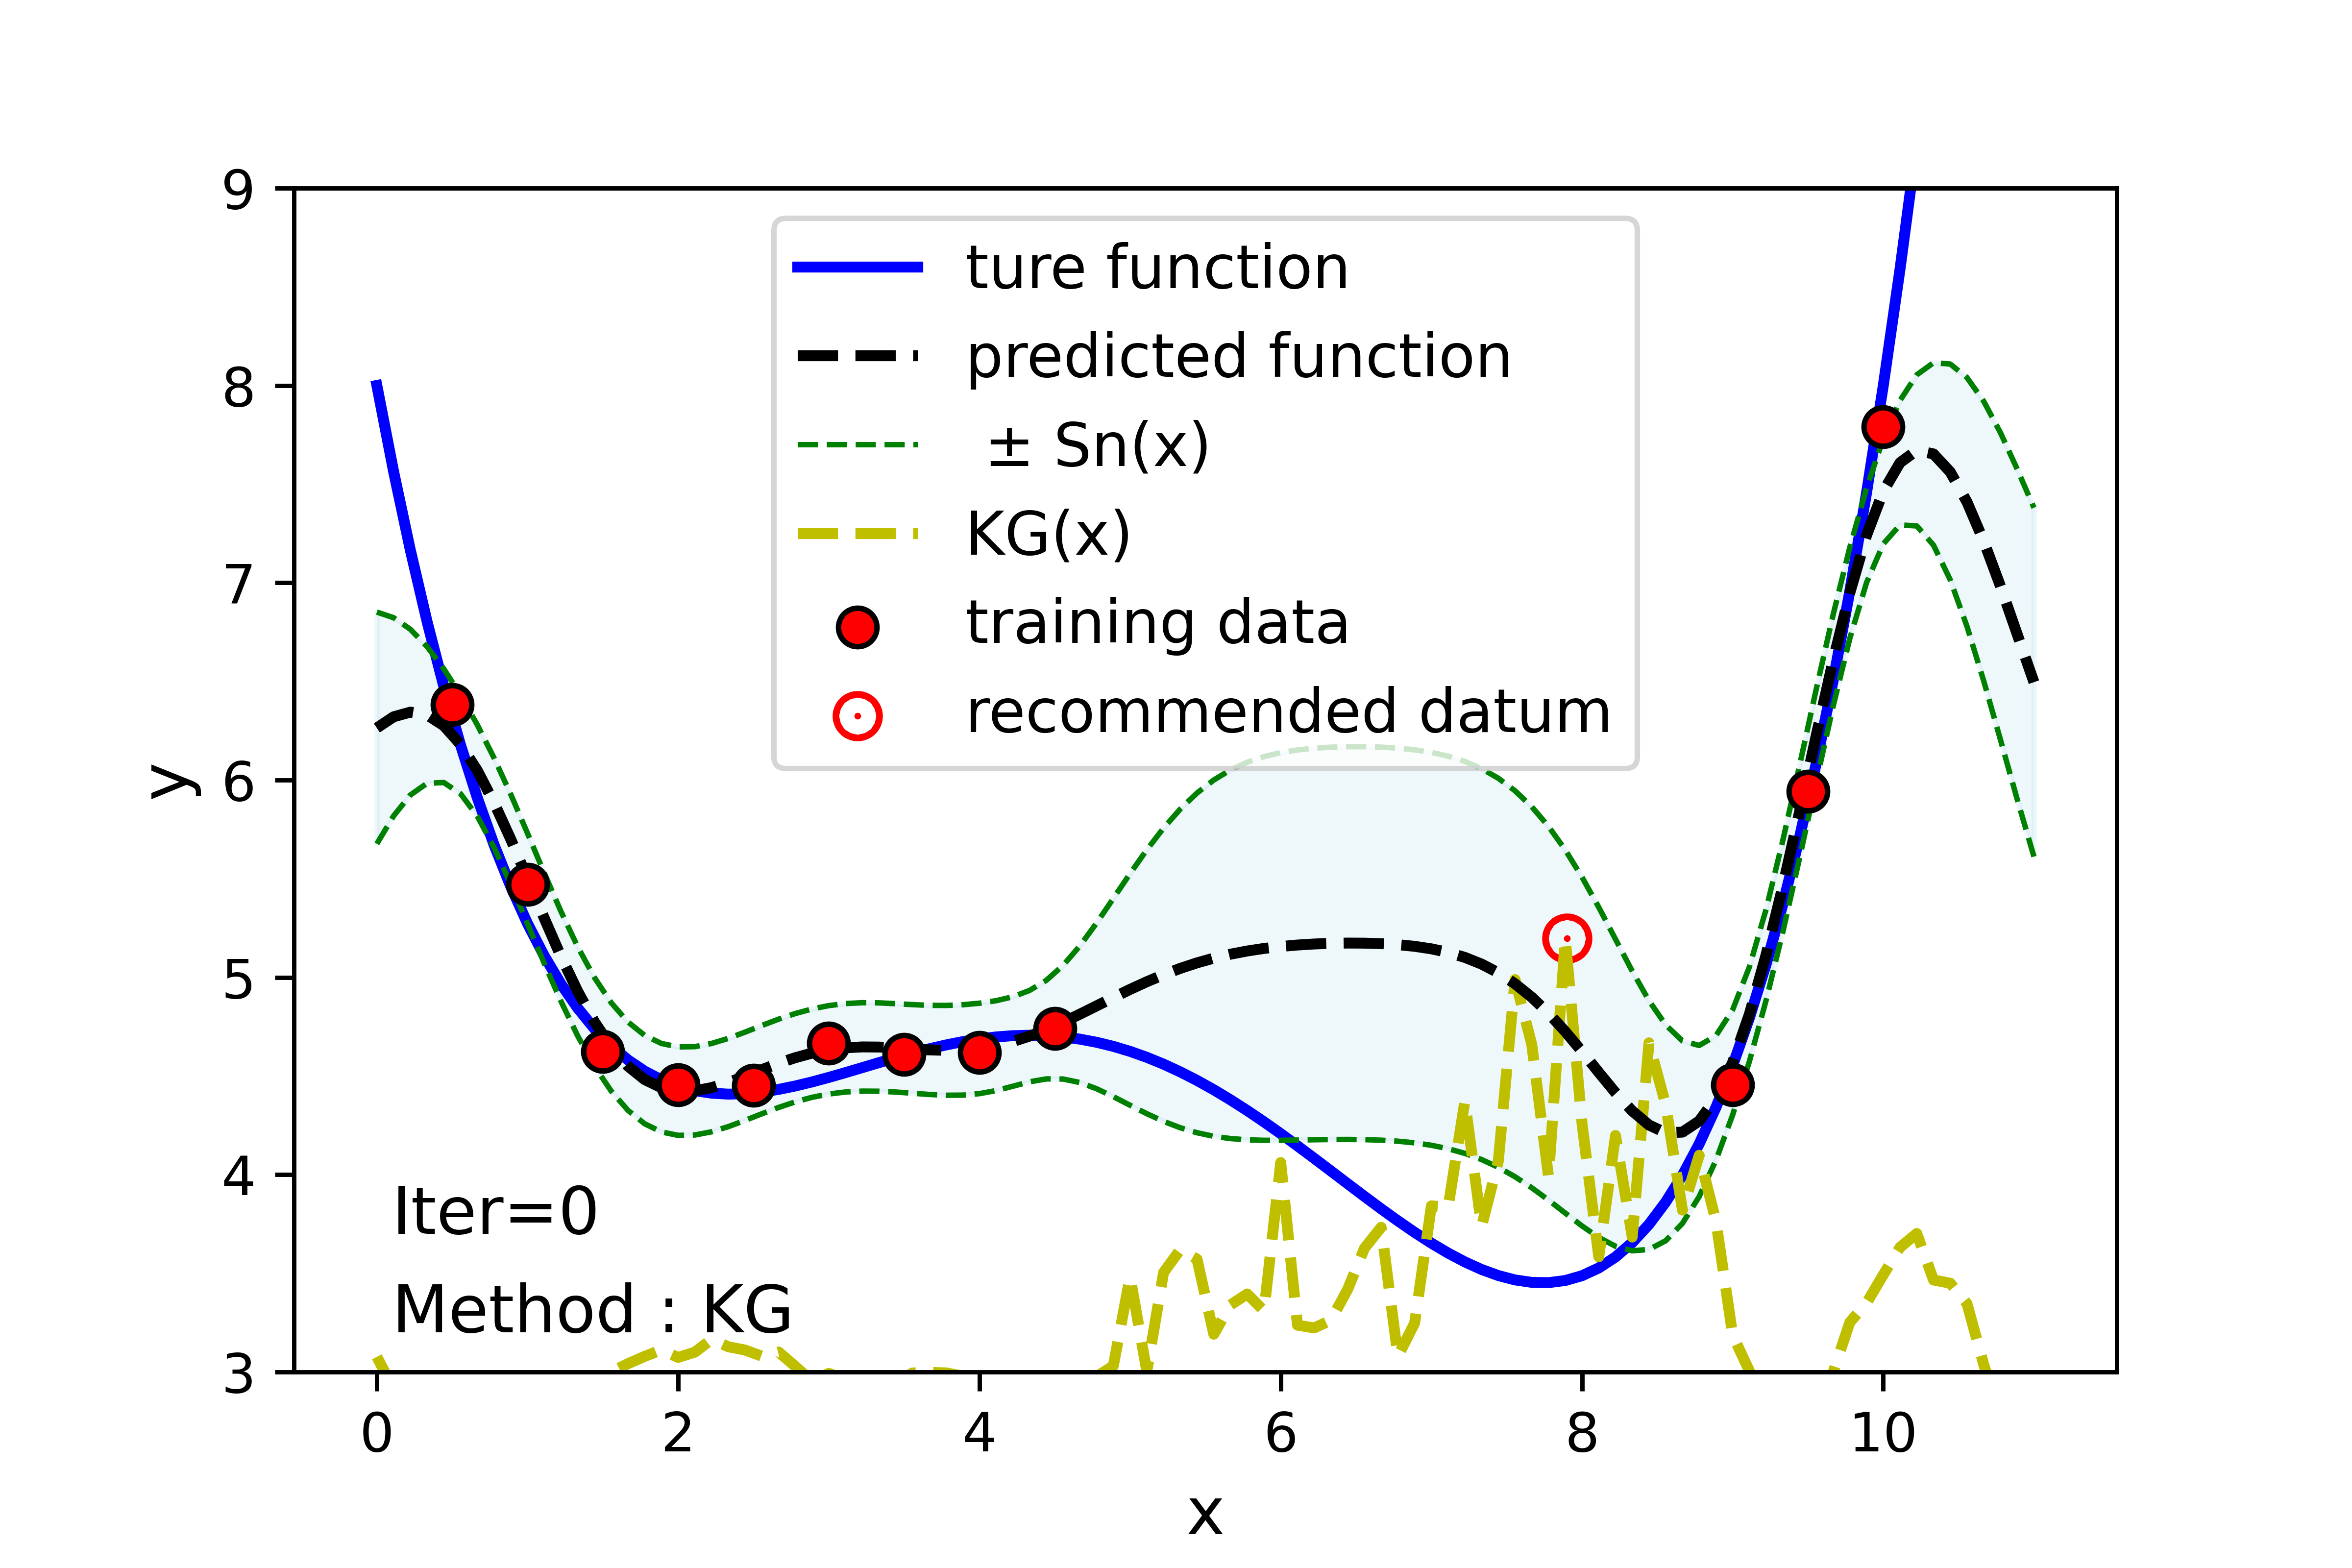 9
8
7
6
5
4
3
y
ture function
predicted function
± Sn(x)
KG(x)
training data
recommended datum
Iter=0
Method : KG
0 2 4 6 8 10
x